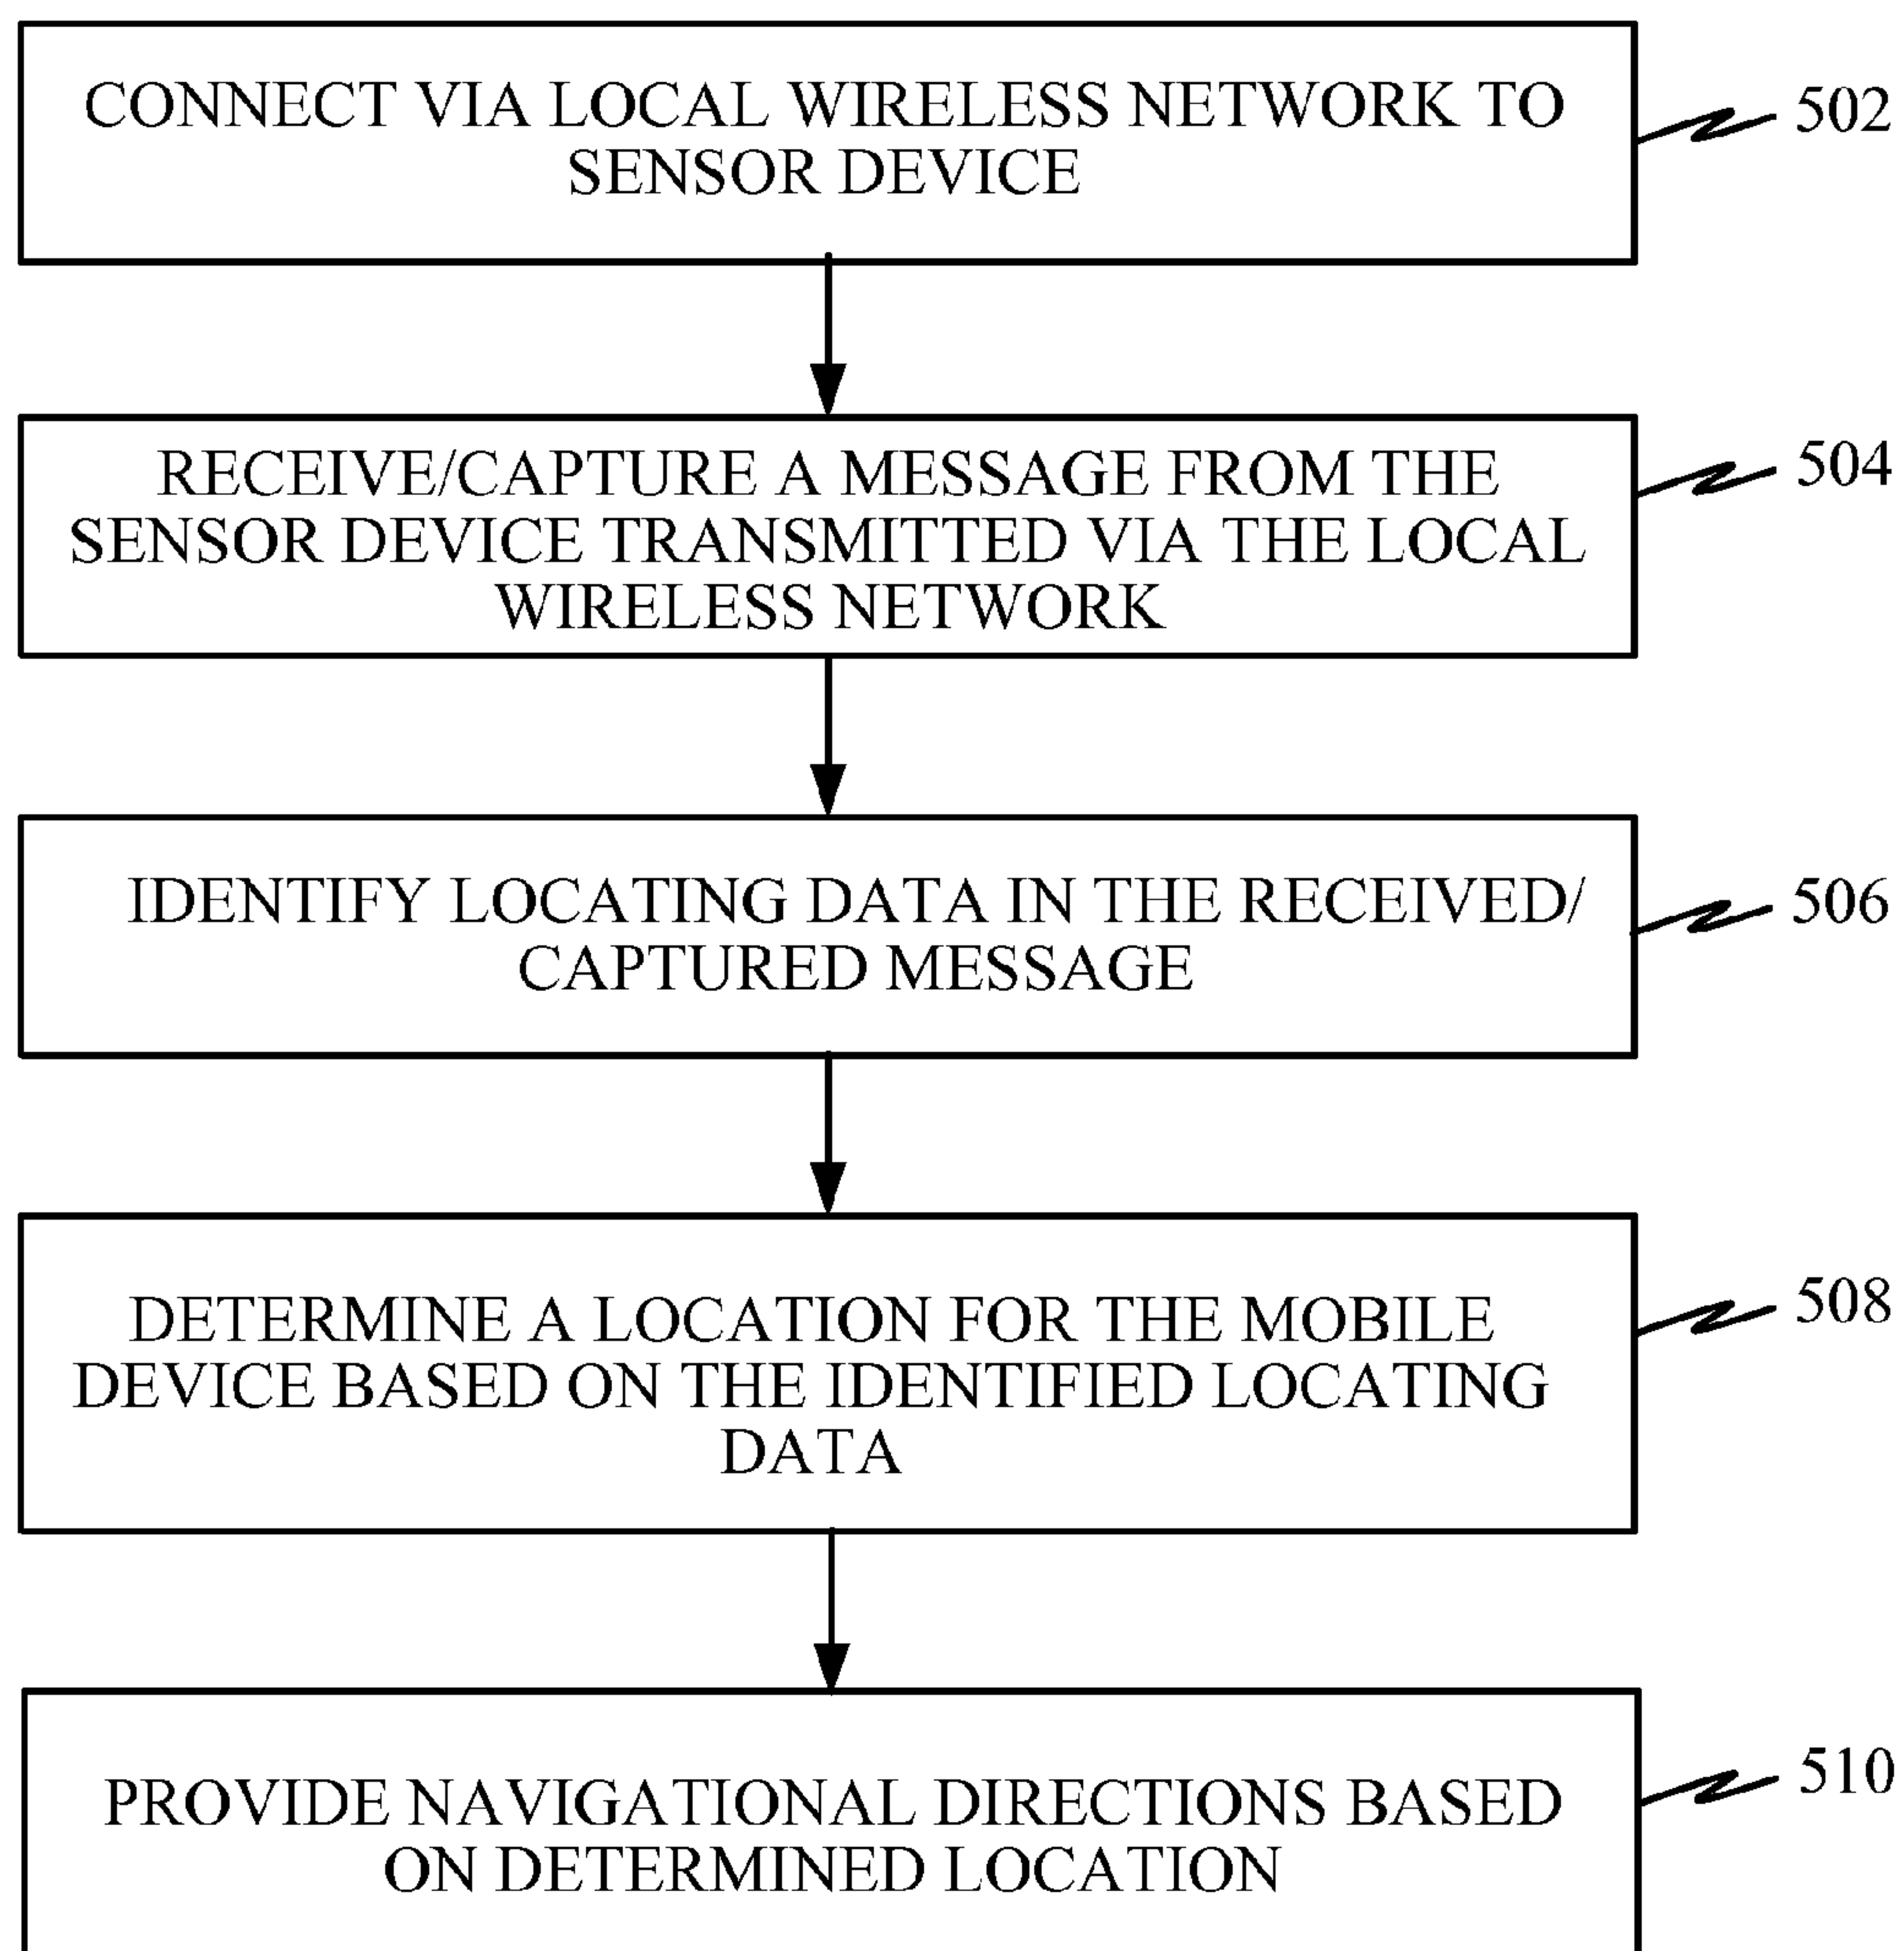 CONNECT VIA LOCAL WIRELESS NETWORK TO
SENSOR DEVICE
502
RECEIVE/CAPTURE A MESSAGE FROM THE
SENSOR DEVICE TRANSMITTED VIA THE LOCAL
WIRELESS NETWORK
504
IDENTIFY LOCATING DATA IN THE RECEIVED/
CAPTURED MESSAGE
506
DETERMINE A LOCATION FOR THE MOBILE
DEVICE BASED ON THE IDENTIFIED LOCATING
DATA
508
PROVIDE NAVIGATIONAL DIRECTIONS BASED
ON DETERMINED LOCATION
510